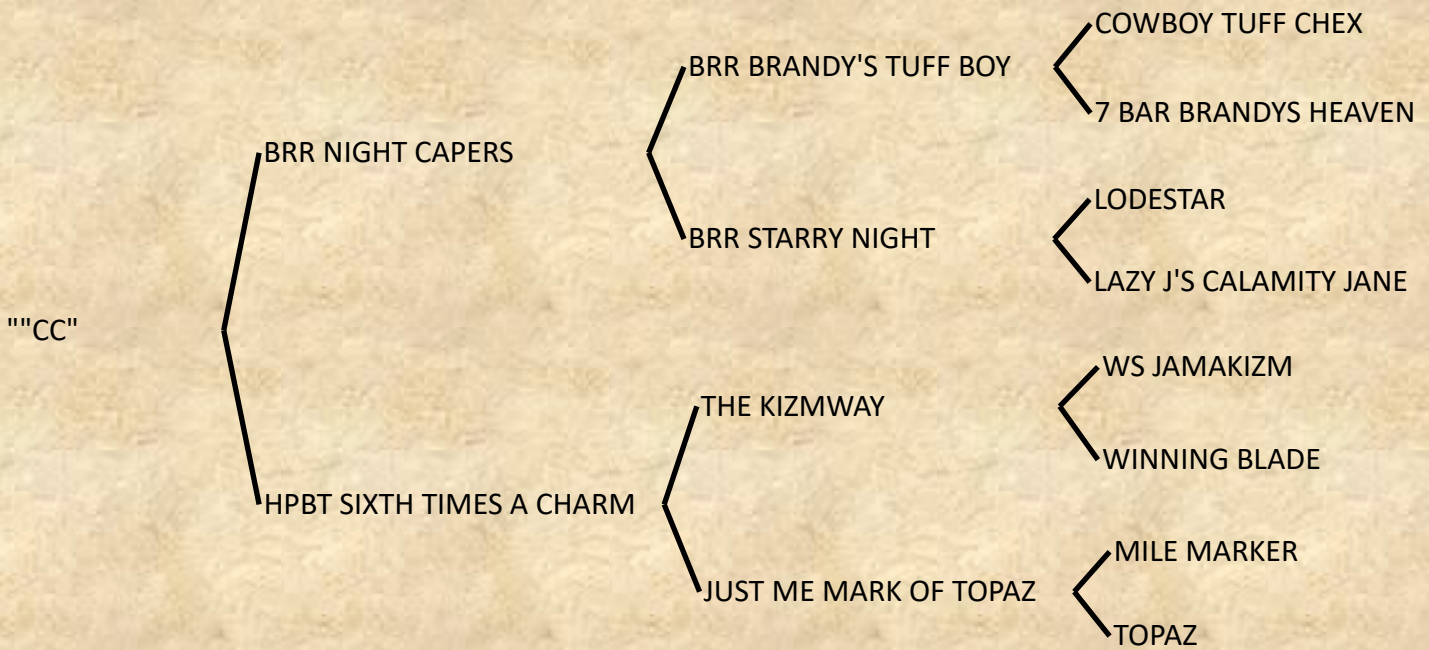 COWBOY TUFF CHEX
BRR BRANDY'S TUFF BOY
7 BAR BRANDYS HEAVEN
BRR NIGHT CAPERS
LODESTAR
BRR STARRY NIGHT
LAZY J'S CALAMITY JANE
""CC"
WS JAMAKIZM
THE KIZMWAY
WINNING BLADE
HPBT SIXTH TIMES A CHARM
MILE MARKER
JUST ME MARK OF TOPAZ
TOPAZ